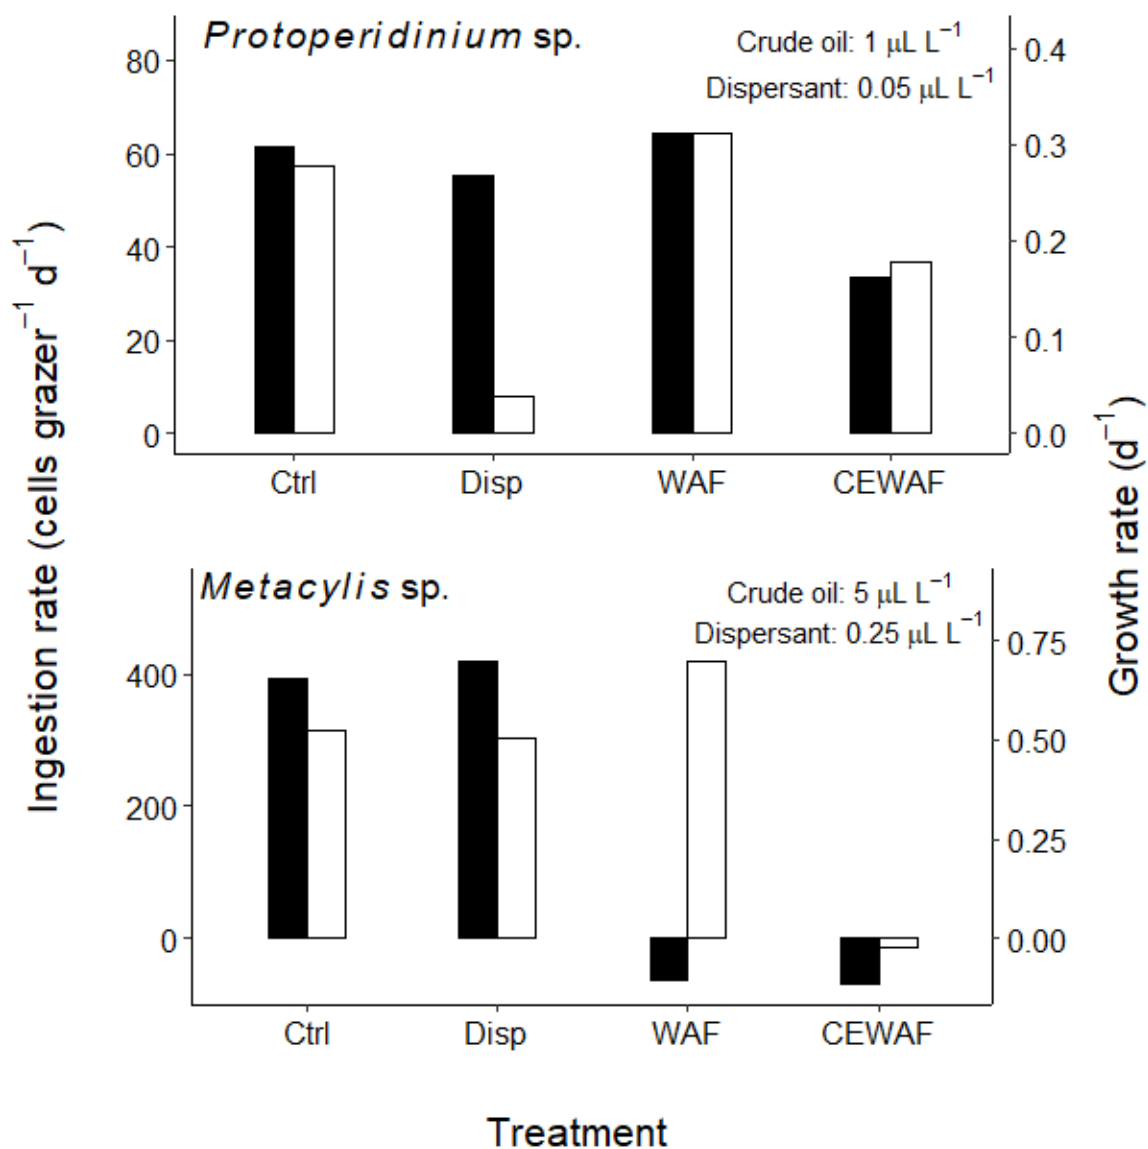 Protoperidinium sp.
Crude oil: 1 μL L⁻¹
Dispersant: 0.05 μL L⁻¹
80
60
40
20
0
0.4
0.3
0.2
0.1
0.0
Ctrl Disp WAF CEWAF
Ingestion rate (cells grazer⁻¹ d⁻¹)
Growth rate (d⁻¹)
Metacylis sp.
Crude oil: 5 μL L⁻¹
Dispersant: 0.25 μL L⁻¹
400
200
0
0.75
0.50
0.25
0.00
Ctrl Disp WAF CEWAF
Treatment